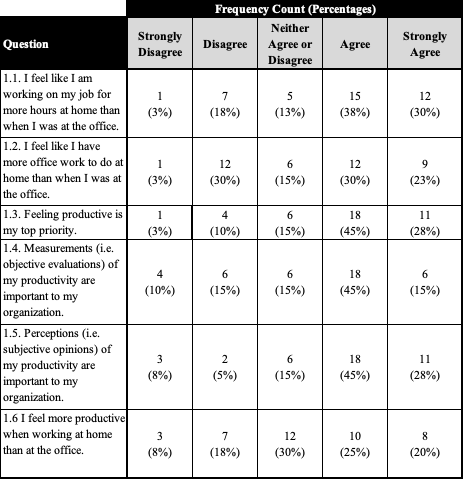 Frequency Count (Percentages)
Question
Strongly
Disagree
Disagree
Neither
Agree or
Disagree
Agree
Strongly
Agree
1.1. I feel like I am
working on my job for
more hours at home than
when I was at the office.
1
(3%)
7
(18%)
5
(13%)
15
(38%)
12
(30%)
1.2. I feel like I have
more office work to do at
home than when I was at
the office.
1
(3%)
12
(30%)
6
(15%)
12
(30%)
9
(23%)
1.3. Feeling productive is
my top priority.
1
(3%)
4
(10%)
6
(15%)
18
(45%)
11
(28%)
1.4. Measurements (i.e.
objective evaluations) of
my productivity are
important to my
organization.
4
(10%)
6
(15%)
6
(15%)
18
(45%)
6
(15%)
1.5. Perceptions (i.e.
subjective opinions) of
my productivity are
important to my
organization.
3
(8%)
2
(5%)
6
(15%)
18
(45%)
11
(28%)
1.6 I feel more productive
when working at home
than at the office.
3
(8%)
7
(18%)
12
(30%)
10
(25%)
8
(20%)